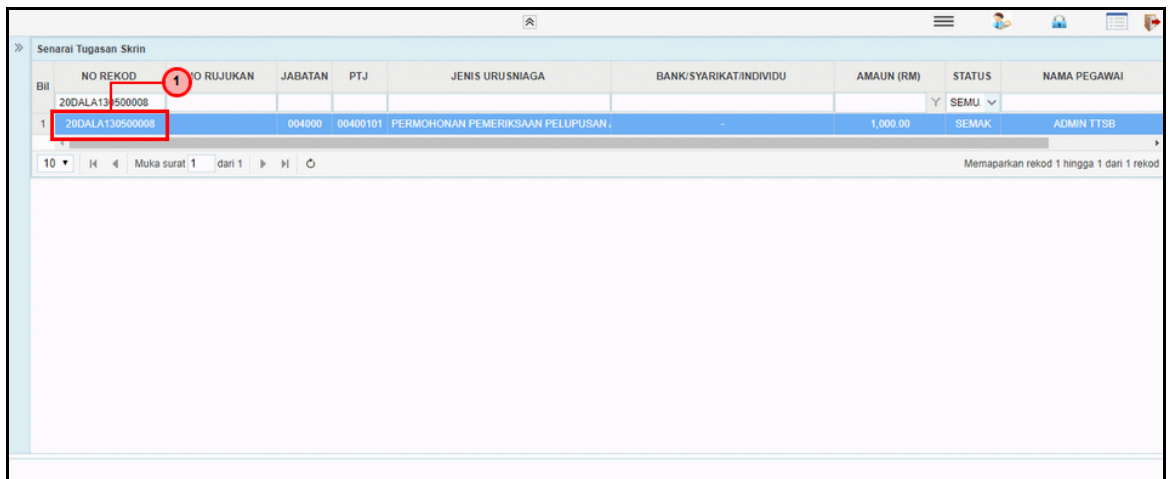 Senarai Tugasan Skrin
Bil NO REKOD NO RUJUKAN JABATAN PTJ JENIS URUSNIAGA BANK/SYARIKAT/INDIVIDU AMAUN (RM) STATUS NAMA PEGAWAI
1
20DALA130500008 SEMU.
1 20DALA130500008 004000 00400101 PERMOHONAN PEMERIKSAAN PELUPUSAN - 1,000.00 SEMAK ADMIN TTSB
10 Muka surat 1 dari 1 Memaparkan rekod 1 hingga 1 dari 1 rekod